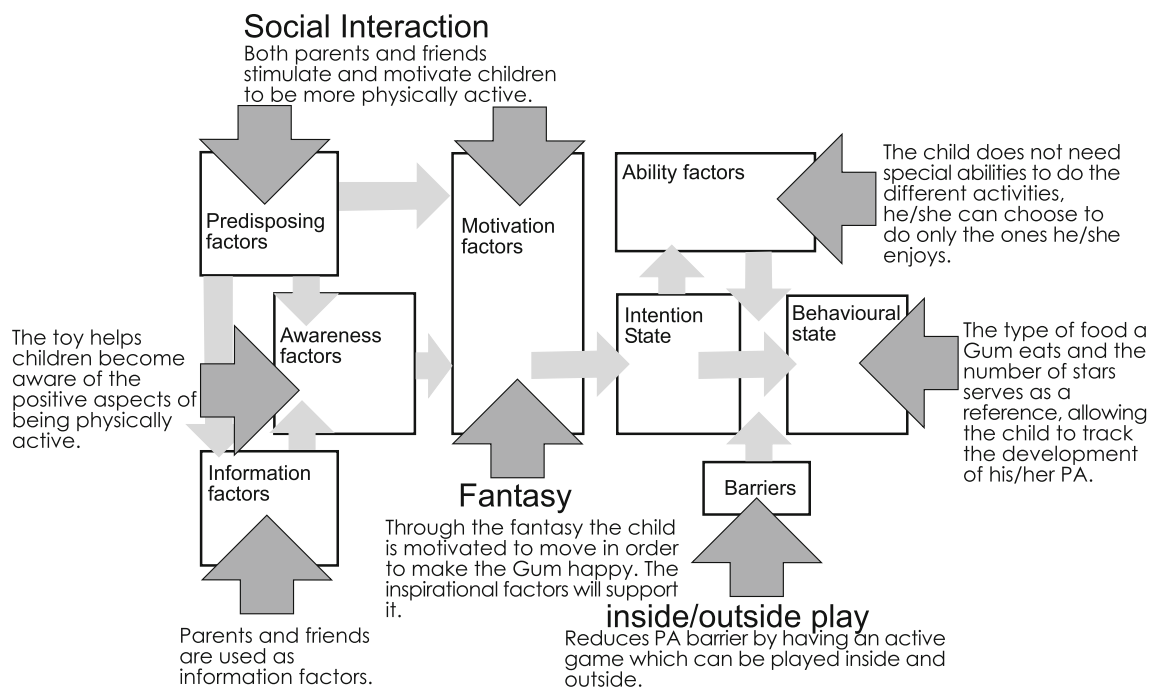 Social Interaction
Both parents and friends
stimulate and motivate children
to be more physically active.
Predisposing
factors
Motivation
factors
Ability factors
The child does not need
special abilities to do the
different activities,
he/she can choose to
do only the ones he/she
enjoys.
The toy helps
children become
aware of the
positive aspects of
being physically
active.
Awareness
factors
Intention
State
Behavioural
state
The type of food a
Gum eats and the
number of stars
serves as a
reference, allowing
the child to track
the development
of his/her PA.
Information
factors
Barriers
Fantasy
Through the fantasy the child
is motivated to move in order
to make the Gum happy. The
inspirational factors will support
it.
inside/outside play
Reduces PA barrier by having an active
game which can be played inside and
outside.
Parents and friends
are used as
information factors.